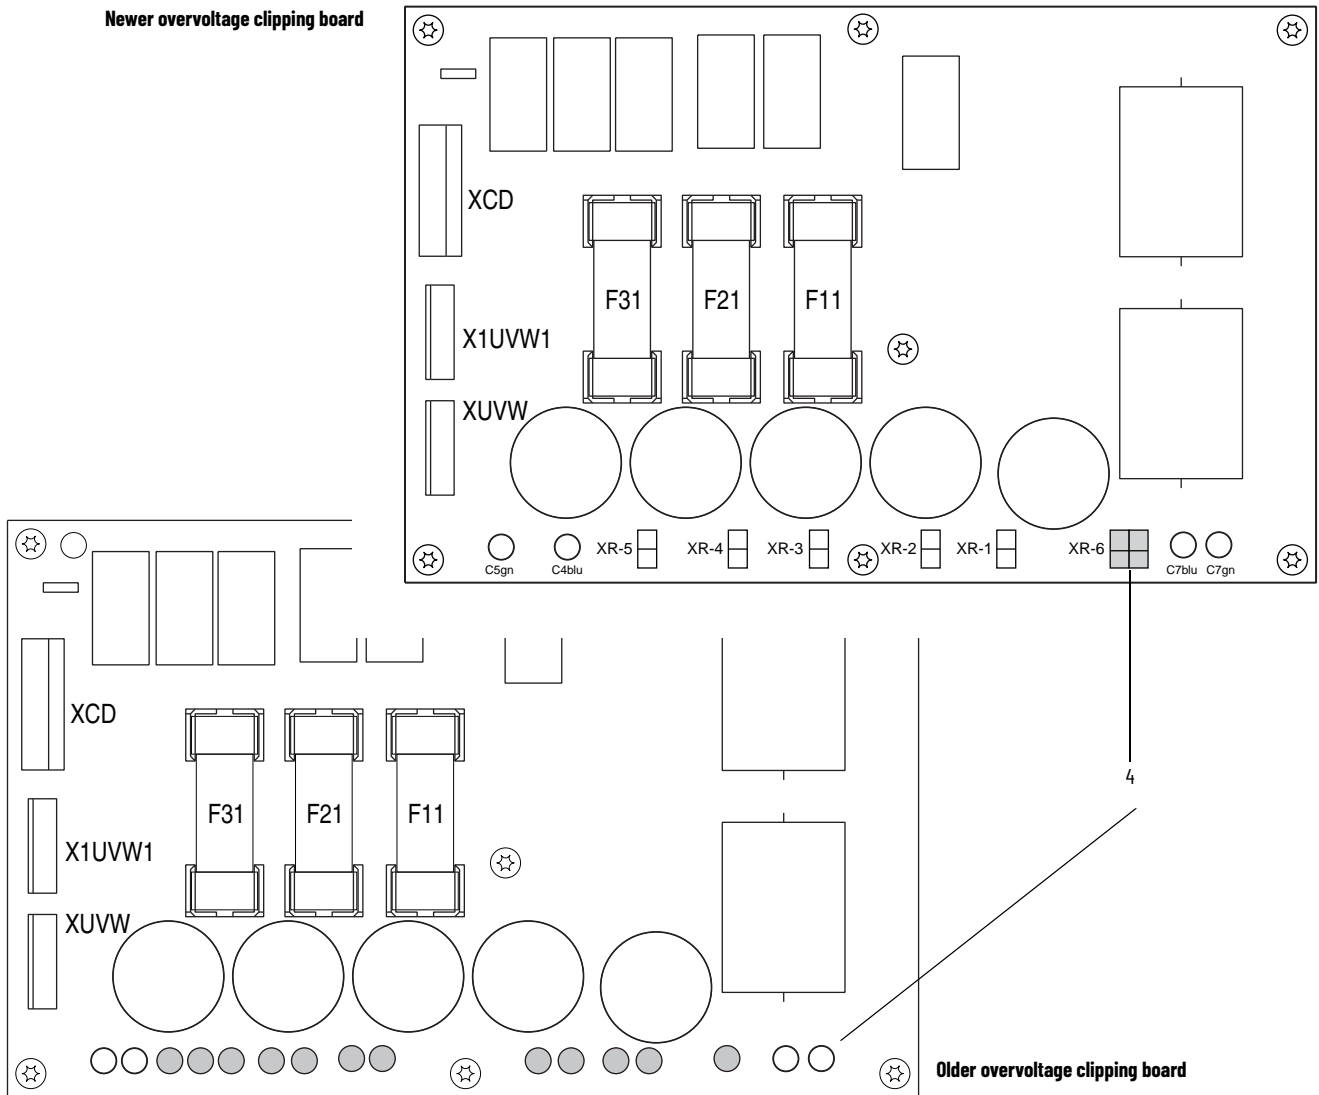 Newer overvoltage clipping board
XCD
F31
F21
F11
X1UVW1
XUVW
C5gn
C4blu
XR-5
XR-4
XR-3
XR-2
XR-1
XR-6
C7blu
C7gn
4
XCD
F31
F21
F11
X1UVW1
XUVW
Older overvoltage clipping board